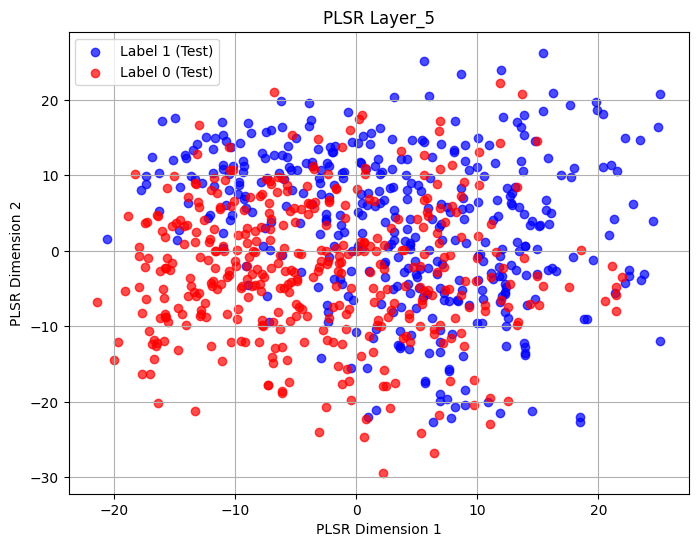 PLSR Layer_5
Label 1 (Test)
Label 0 (Test)
PLSR Dimension 2
20
10
0
−10
−20
−30
−20
−10
0
10
20
PLSR Dimension 1